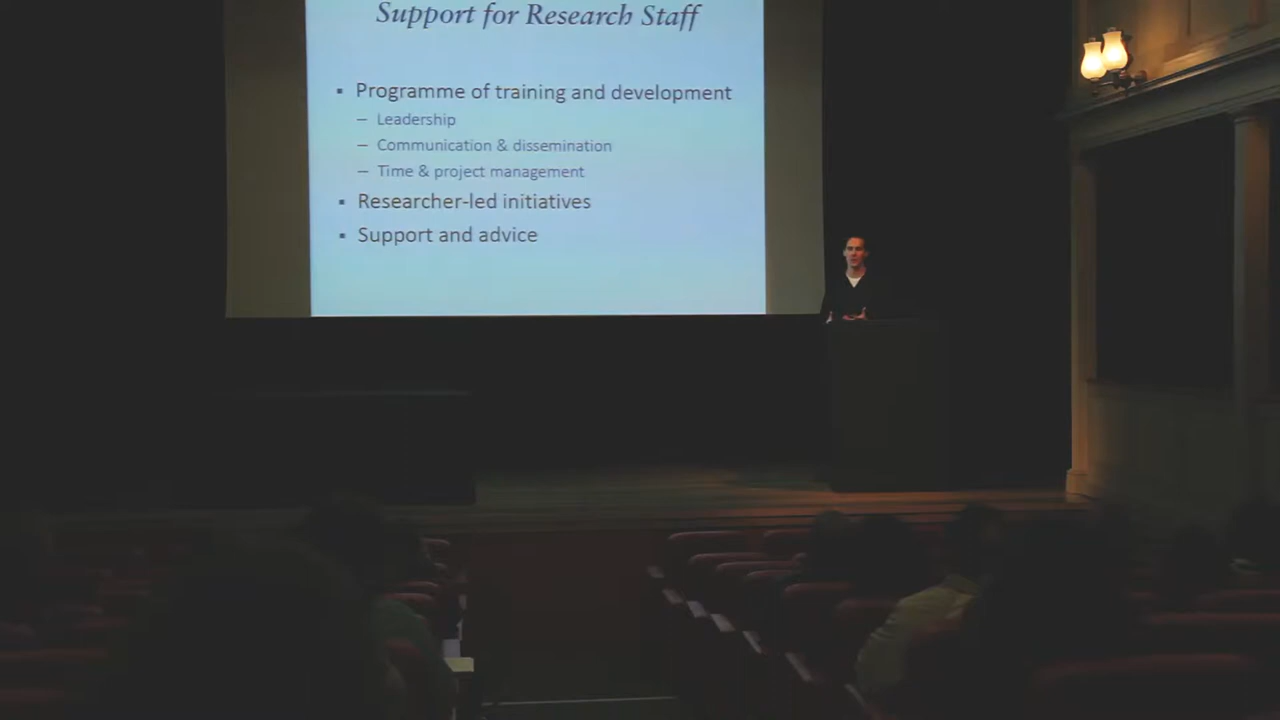 Support for Research Staff
▪ Programme of training and development
– Leadership
– Communication & dissemination
– Time & project management
▪ Researcher-led initiatives
▪ Support and advice